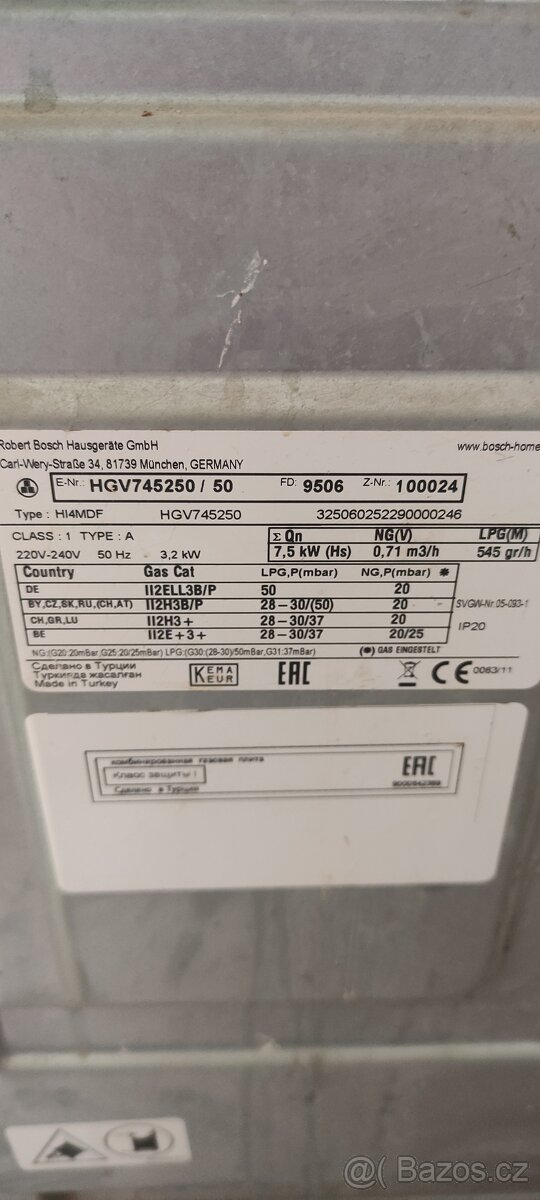 Robert Bosch Hausgeräte GmbH www.bosch-home
Carl-Wery-Straße 34, 81739 München, GERMANY
E-Nr.: HGV745250 / 50 FD: 9506 Z-Nr.: 100024
Type : HI4MDF HGV745250 325060252290000246
CLASS : 1 TYPE : A
220V-240V 50 Hz 3,2 kW
Σ Qn NG(V) LPG(M)
7,5 kW (Hs) 0,71 m3/h 545 gr/h
Country Gas Cat LPG,P(mbar) NG,P(mbar) ✱
DE II2ELL3B/P 50 20
BY,CZ,SK,RU,(CH,AT) II2H3B/P 28-30/(50) 20
CH,GR,LU II2H3+ 28-30/37 20
BE II2E+3+ 28-30/37 20/25
SVGW-Nr.05-093-1
IP20
NG:(G20:20mBar,G25:20/25mBar) LPG:(G30:(28-30)/50mBar,G31:37mBar) (✱) GAS EINGESTELT
Сделано в Турции
Туркияда жасалган
Made in Turkey
KEMA
KEUR
EAC
CE 0063/11
комбинированная газовая плита
Класс защиты I
Сделано в Турции
EAC
@ Bazos.cz